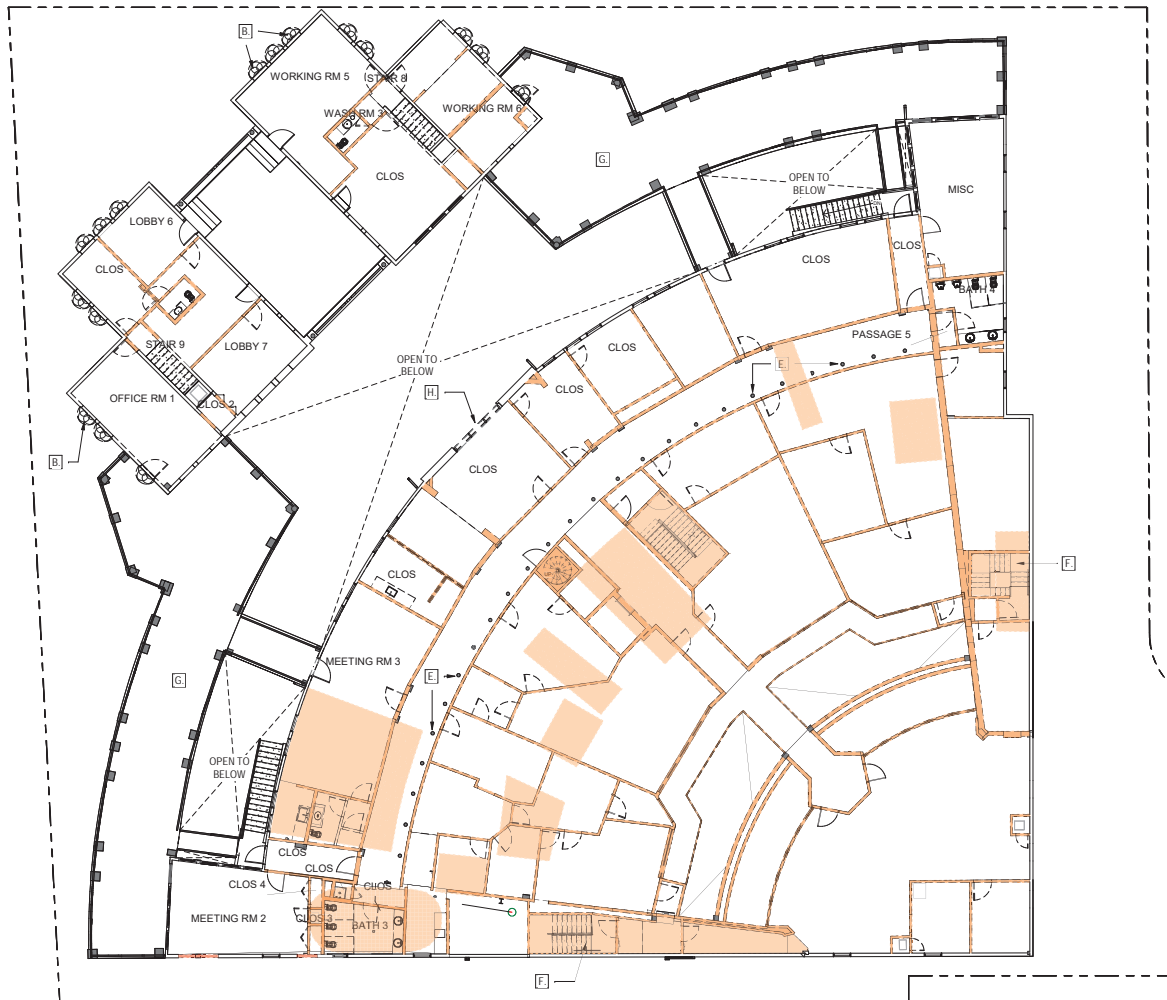 B.
WORKING RM 5
STAIR 8
WASH RM 3
WORKING RM 6
CLOS
G.
OPEN TO
BELOW
MISC
LOBBY 6
CLOS
CLOS
CLOS
BATH 4
STAIR 9
LOBBY 7
PASSAGE 5
CLOS
OPEN TO
BELOW
E.
CLOS
H.
OFFICE RM 1
CLOS 2
B.
CLOS
CLOS
F.
MEETING RM 3
G.
E.
OPEN TO
BELOW
CLOS
CLOS
CLOS 4
CLOS
MEETING RM 2
CLOS 3
BATH 3
F.